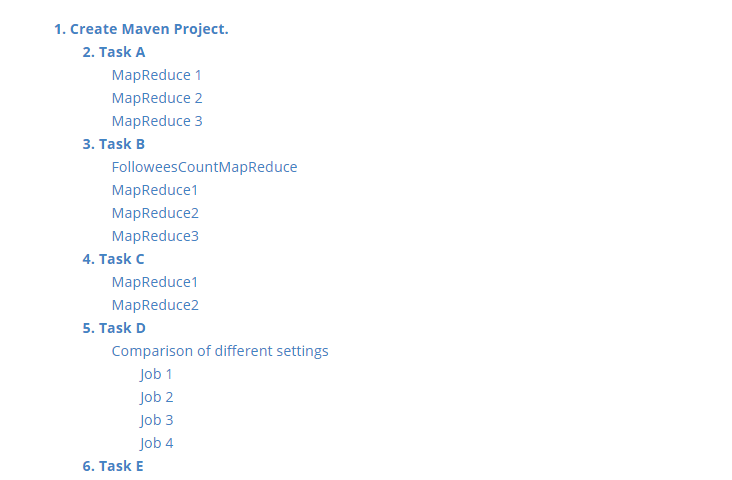 1. Create Maven Project.
2. Task A
MapReduce 1
MapReduce 2
MapReduce 3
3. Task B
FolloweesCountMapReduce
MapReduce1
MapReduce2
MapReduce3
4. Task C
MapReduce1
MapReduce2
5. Task D
Comparison of different settings
Job 1
Job 2
Job 3
Job 4
6. Task E